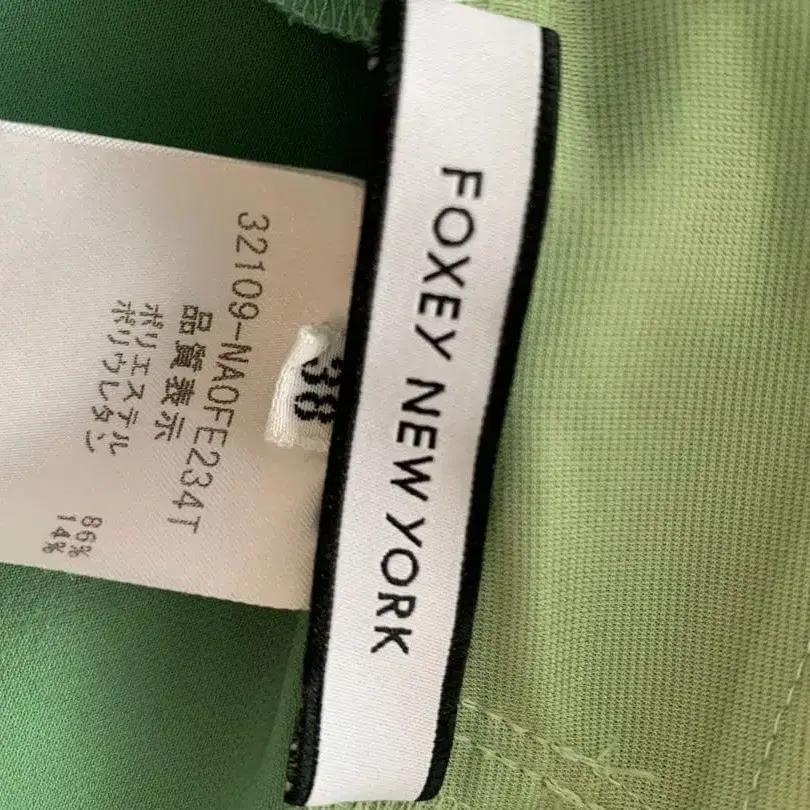 FOXEY NEW YORK
38
32109-NA0FE234T
品質表示
ポリエステル 86%
ポリウレタン 14%